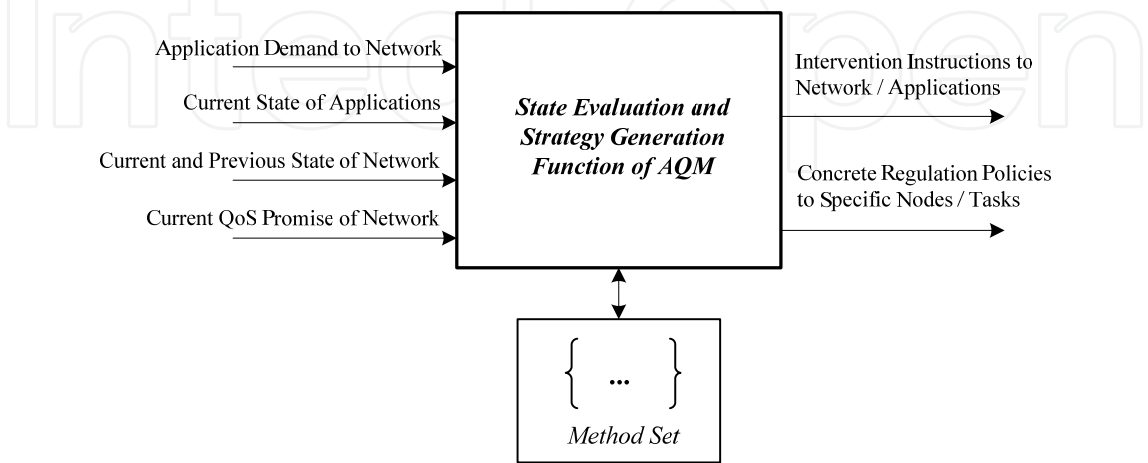 IntechOpen
Application Demand to Network
Current State of Applications
Current and Previous State of Network
Current QoS Promise of Network
State Evaluation and
Strategy Generation
Function of AQM
Intervention Instructions to
Network / Applications
Concrete Regulation Policies
to Specific Nodes / Tasks
{ ... }
Method Set